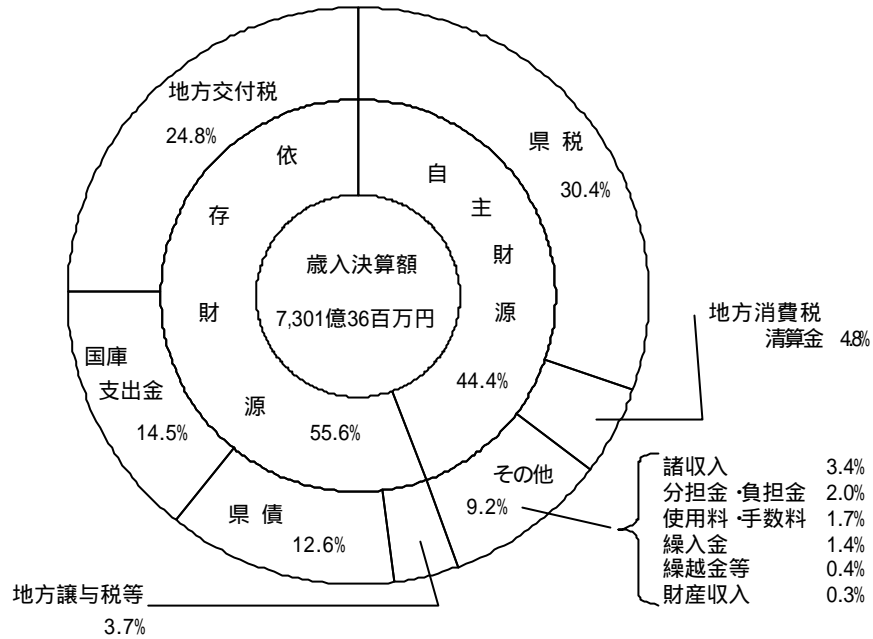 地方交付税
24.8%
県 税
30.4%
依
存
財
源
55.6%
自
主
財
源
44.4%
歳入決算額
7,301億36百万円
地方消費税
清算金 4.8%
国庫
支出金
14.5%
県 債
12.6%
その他
9.2%
諸収入 3.4%
分担金・負担金 2.0%
使用料・手数料 1.7%
繰入金 1.4%
繰越金等 0.4%
財産収入 0.3%
地方譲与税等
3.7%